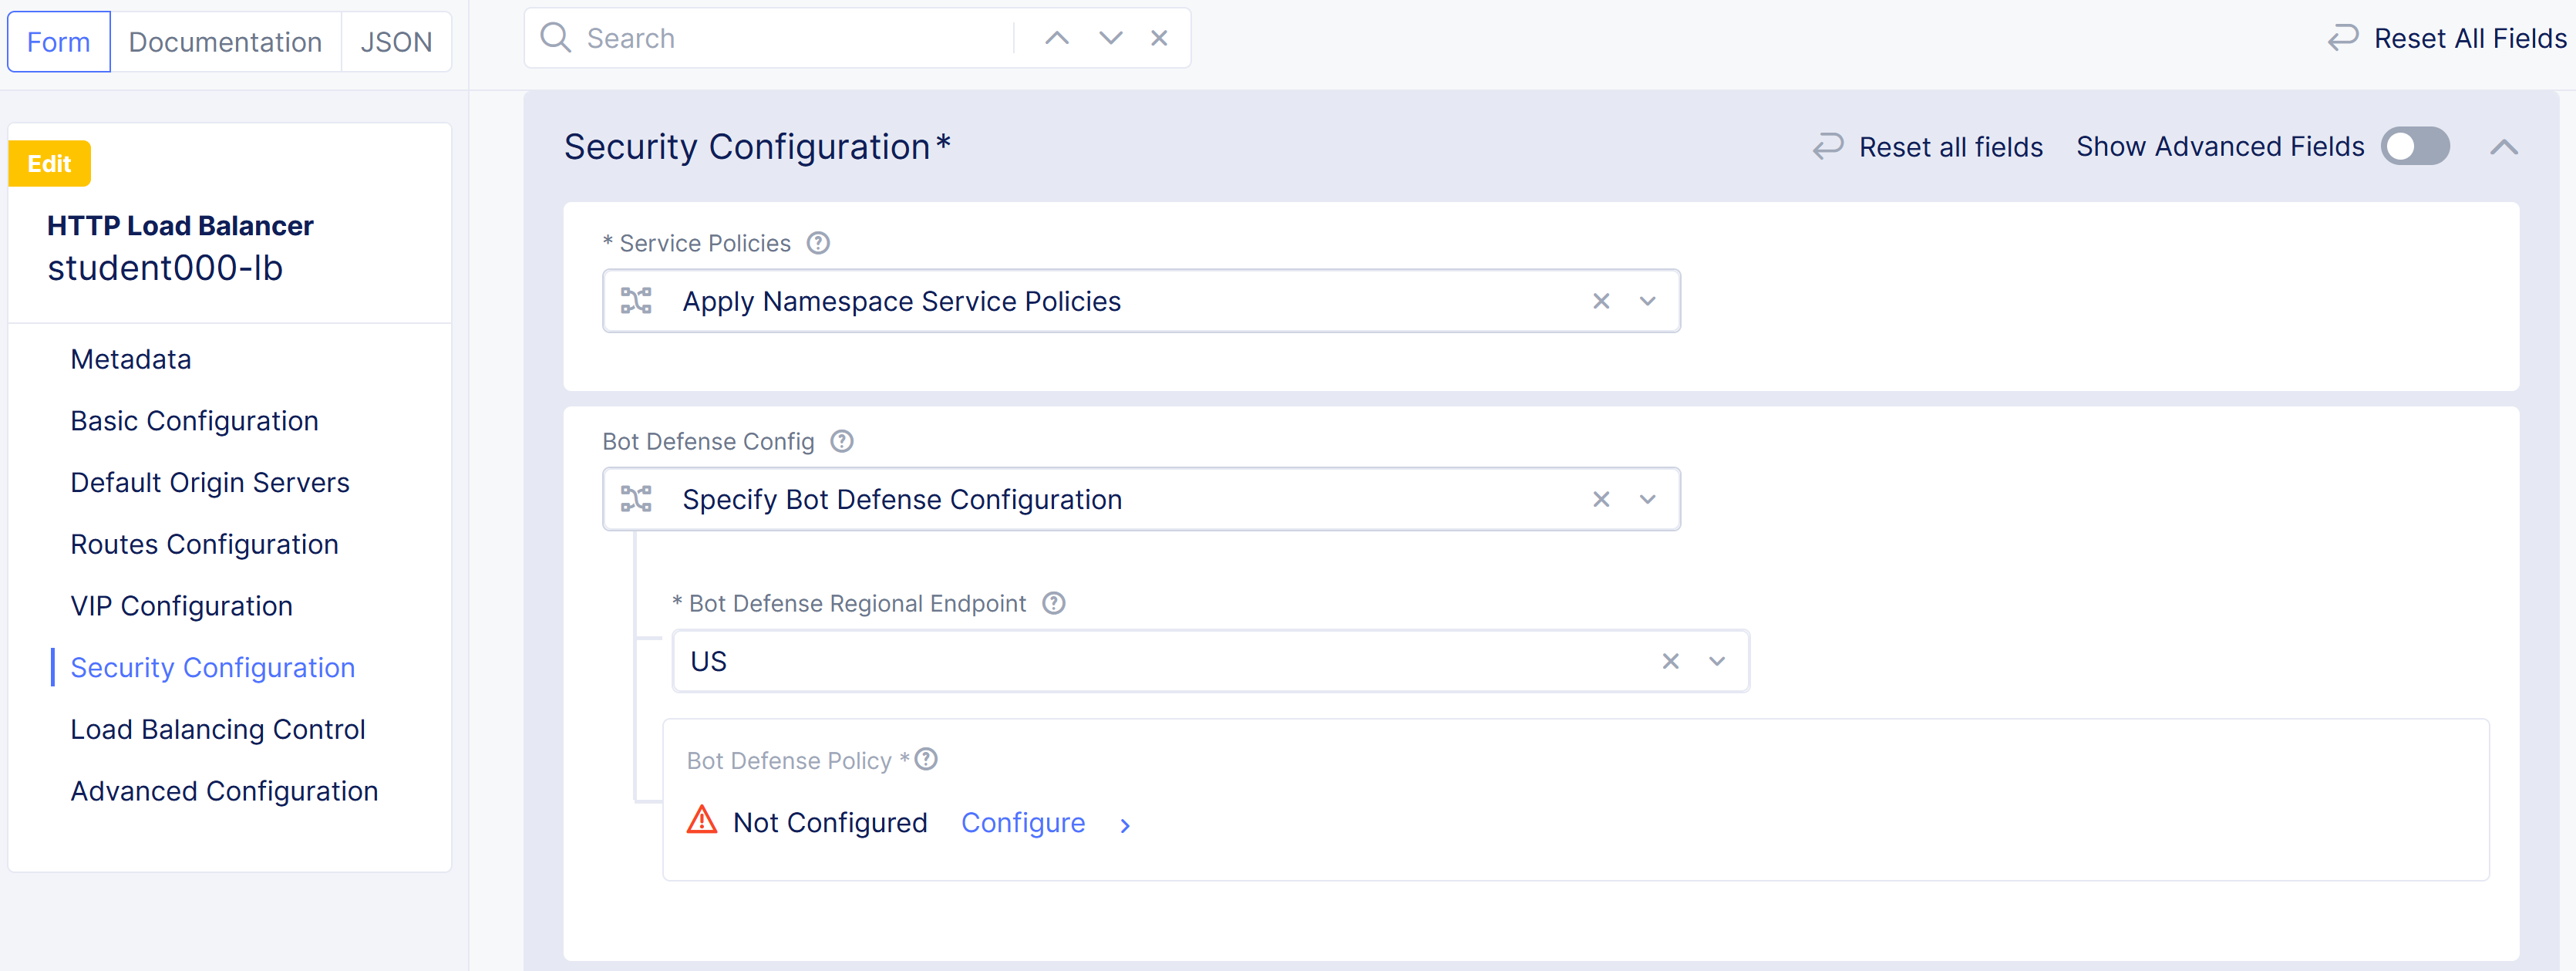 Form
Documentation
JSON
Search
Reset All Fields
Edit
HTTP Load Balancer
student000-lb
Metadata
Basic Configuration
Default Origin Servers
Routes Configuration
VIP Configuration
Security Configuration
Load Balancing Control
Advanced Configuration
Security Configuration*
Reset all fields
Show Advanced Fields
* Service Policies
Apply Namespace Service Policies
Bot Defense Config
Specify Bot Defense Configuration
* Bot Defense Regional Endpoint
US
Bot Defense Policy *
Not Configured Configure